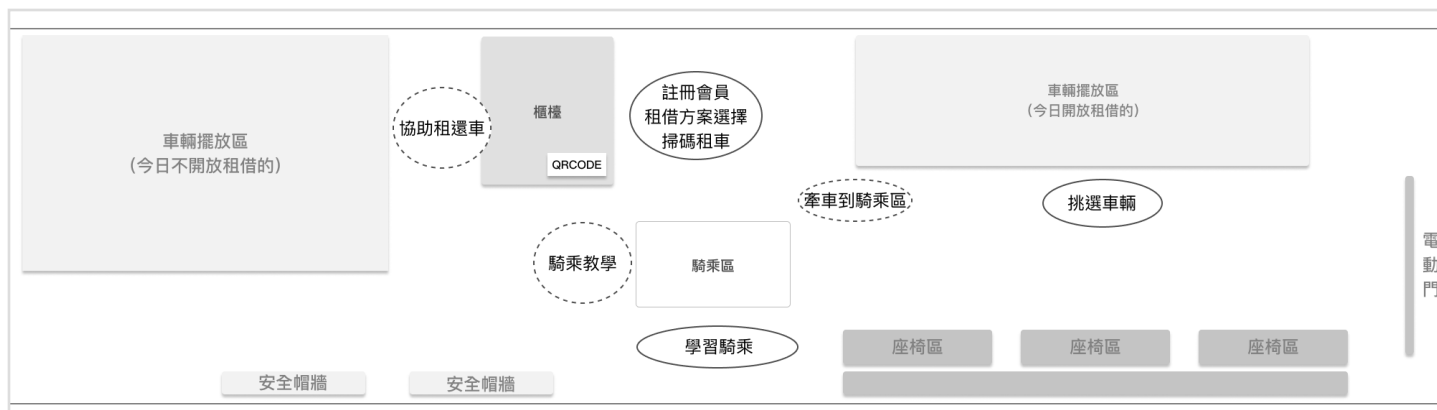 車輛擺放區
(今日不開放租借的)
協助租還車
櫃檯
QRCODE
註冊會員
租借方案選擇
掃碼租車
車輛擺放區
(今日開放租借的)
牽車到騎乘區
挑選車輛
電
動
門
騎乘教學
騎乘區
學習騎乘
座椅區
座椅區
座椅區
安全帽牆
安全帽牆